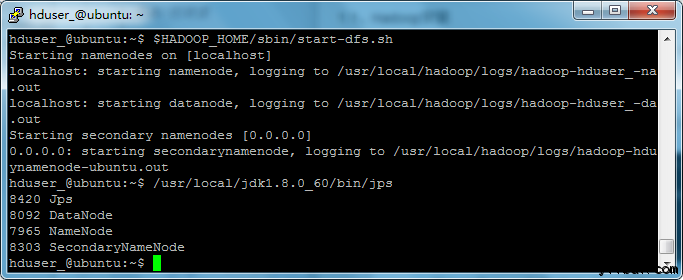 hduser_@ubuntu: ~
hduser_@ubuntu:~$ $HADOOP_HOME/sbin/start-dfs.sh
Starting namenodes on [localhost]
localhost: starting namenode, logging to /usr/local/hadoop/logs/hadoop-hduser_-na
.out
localhost: starting datanode, logging to /usr/local/hadoop/logs/hadoop-hduser_-da
.out
Starting secondary namenodes [0.0.0.0]
0.0.0.0: starting secondarynamenode, logging to /usr/local/hadoop/logs/hadoop-hdu
ynamenode-ubuntu.out
hduser_@ubuntu:~$ /usr/local/jdk1.8.0_60/bin/jps
8420 Jps
8092 DataNode
7965 NameNode
8303 SecondaryNameNode
hduser_@ubuntu:~$